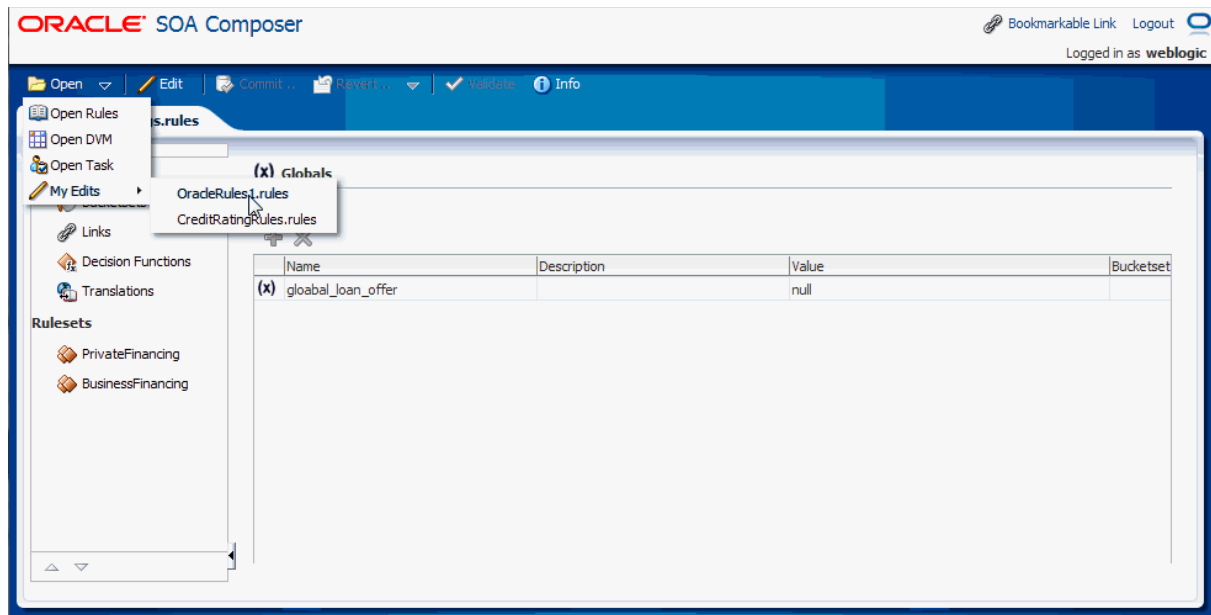 ORACLE SOA Composer
Bookmarkable Link Logout
Logged in as weblogic
Open Edit Commit .. Revert .. Validate Info
Open Rules
s.rules
Open DVM
Open Task
(x) Globals
My Edits
OracleRules1.rules
CreditRatingRules.rules
Links
Decision Functions
Name Description Value Bucketset
Translations
(x) gloabal_loan_offer null
Rulesets
PrivateFinancing
BusinessFinancing